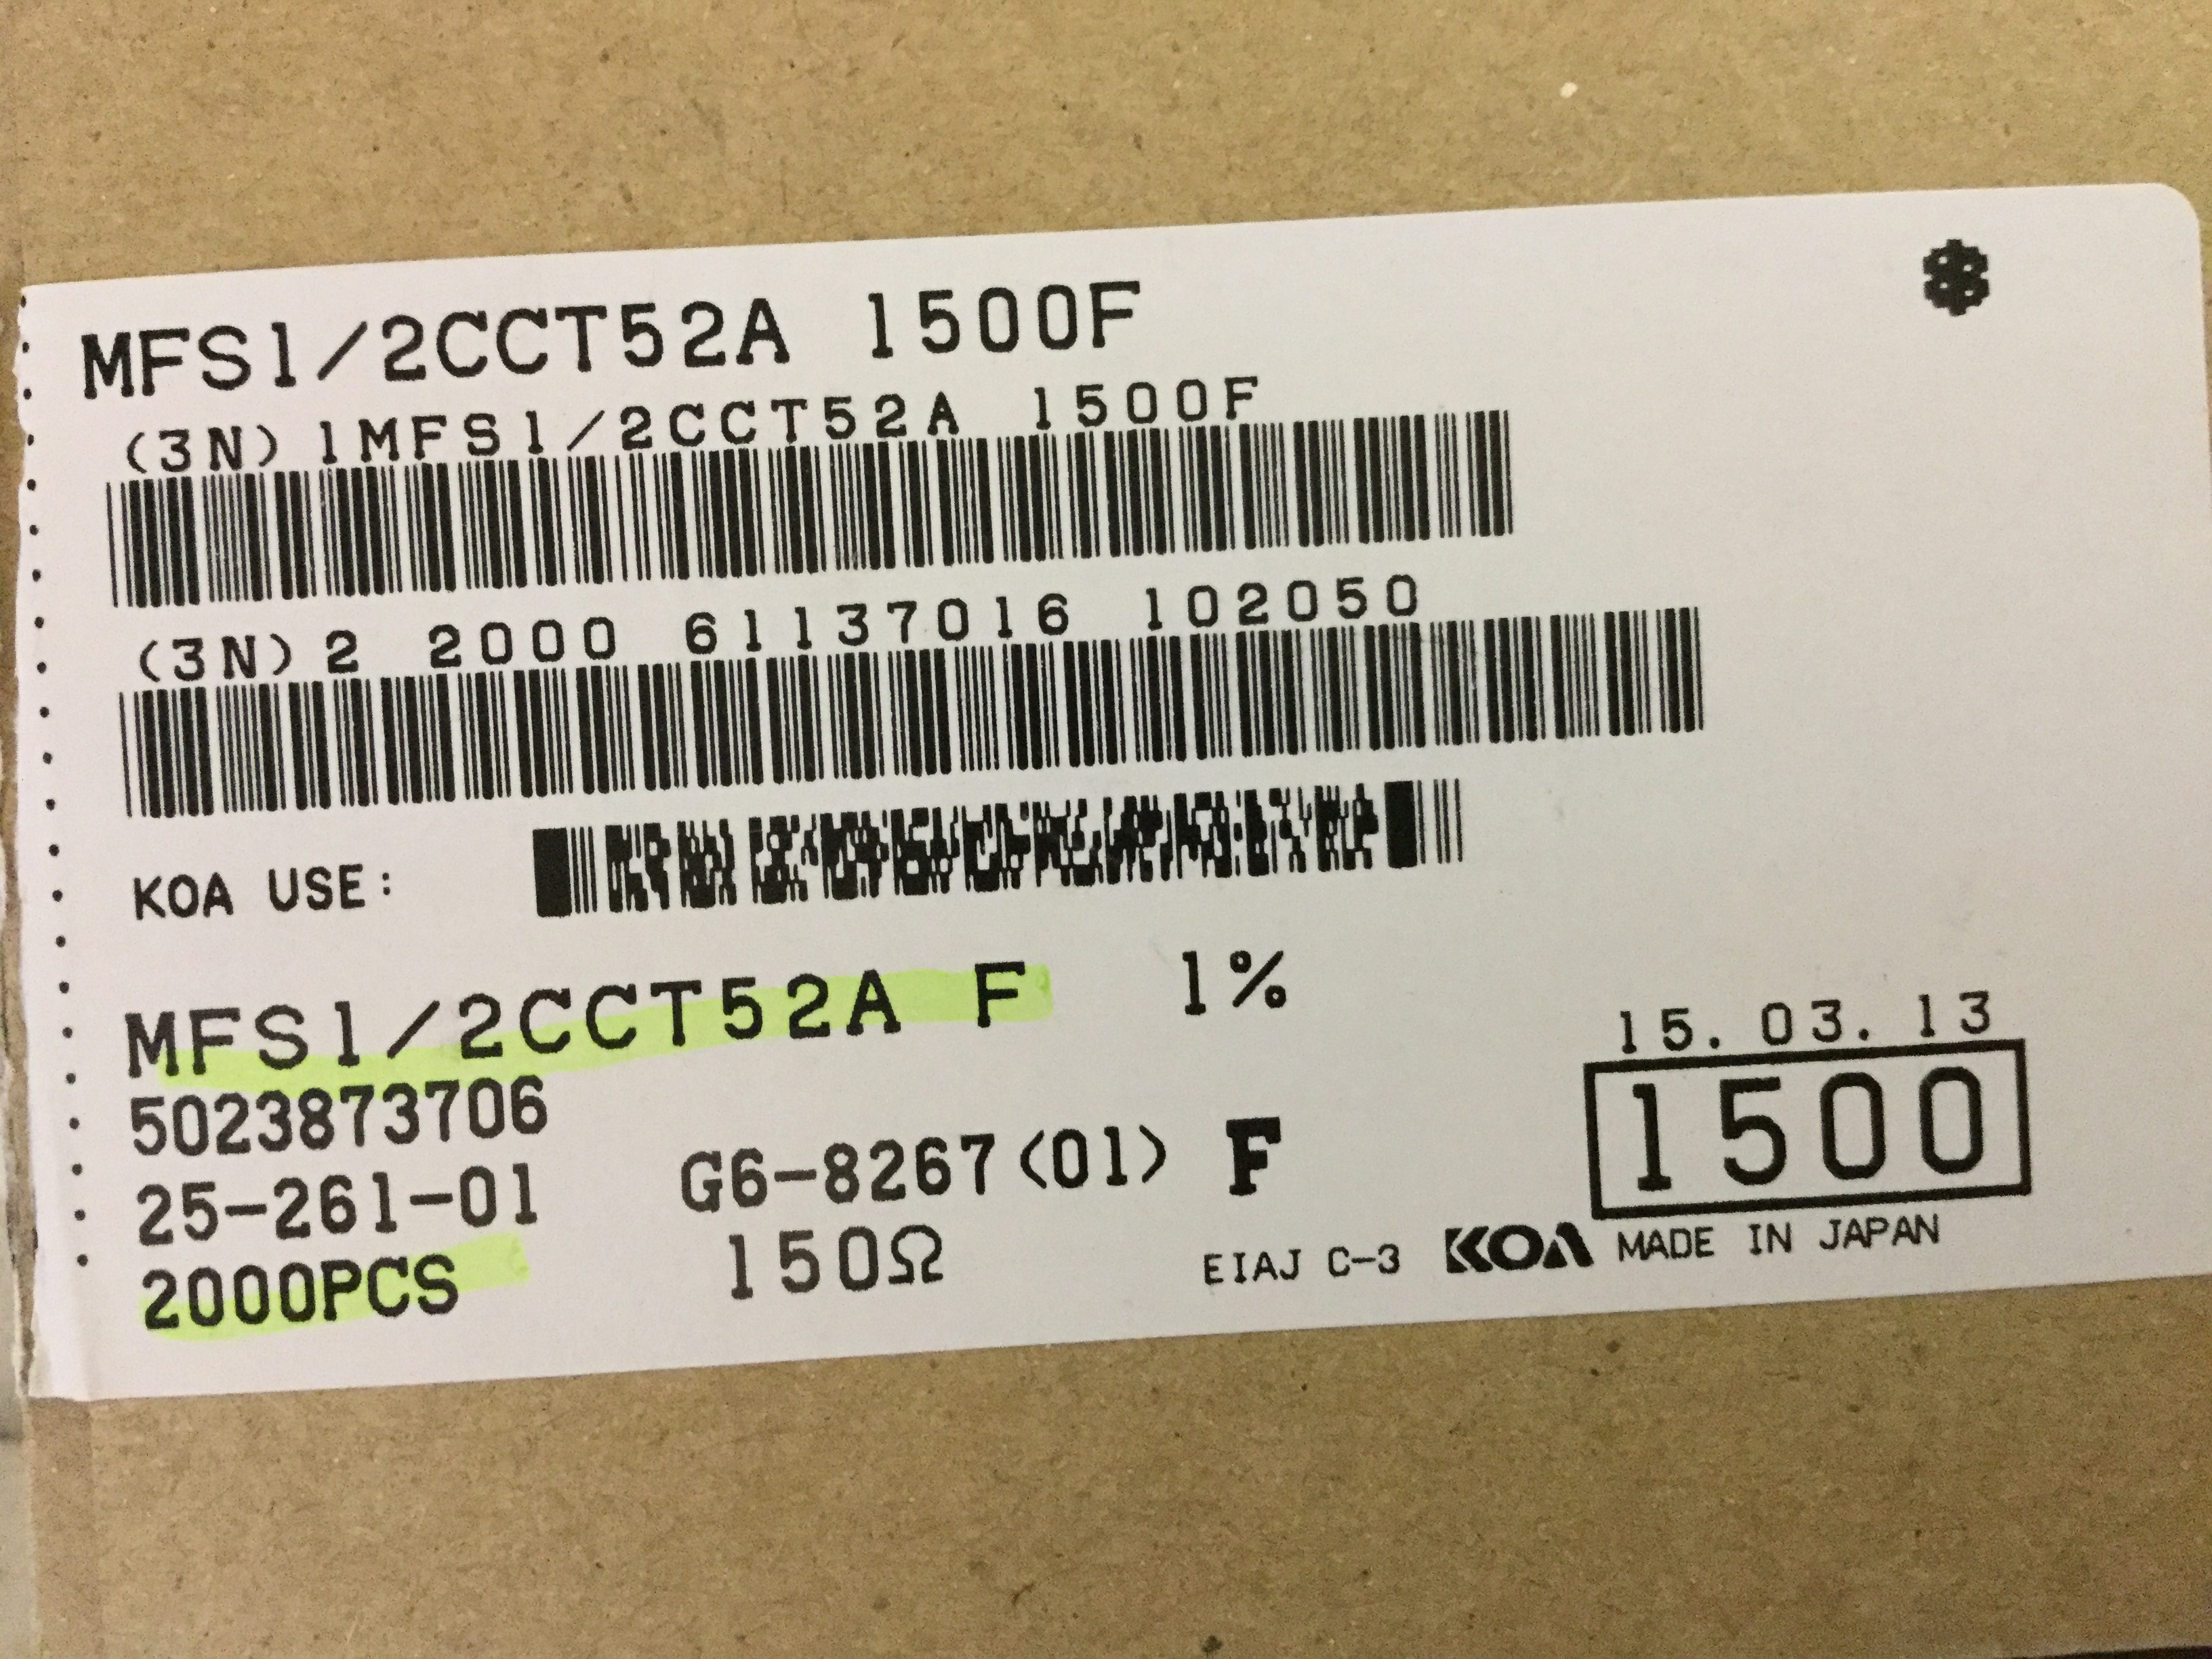 MFS1/2CCT52A 1500F
(3N)1MFS1/2CCT52A 1500F
(3N)2 2000 61137016 102050
KOA USE:
MFS1/2CCT52A F 1%
5023873706
15.03.13
25-261-01 G6-8267<01> F
1500
2000PCS 150Ω
EIAJ C-3 KOA MADE IN JAPAN